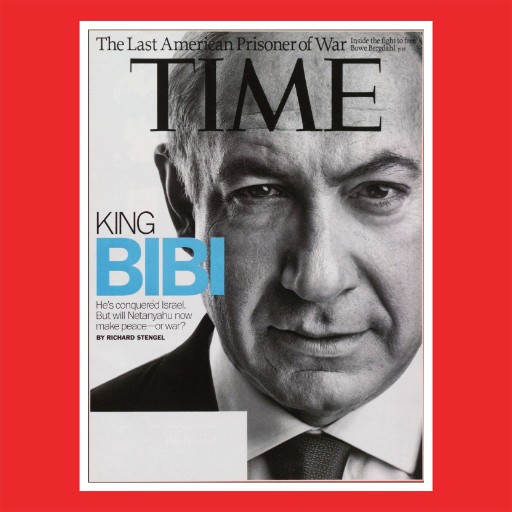 The Last American Prisoner of War
Inside the fight to free
Bowe Bergdahl
TIME
KING
BIBI
He's conquered Israel.
But will Netanyahu now
make peace—or war?
BY RICHARD STENGEL